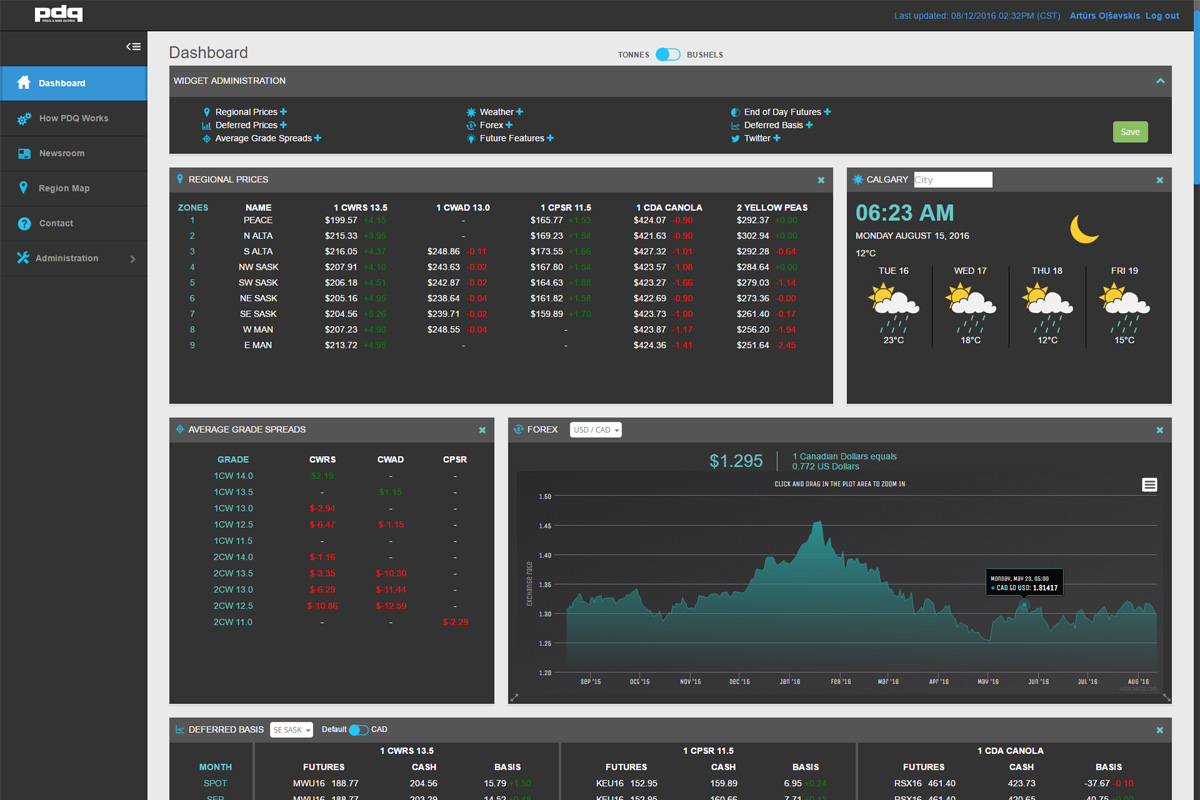 pdq
Last updated: 08/12/2016 02:32PM (CST) Artūrs Oļševskis Log out
Dashboard
How PDQ Works
Newsroom
Region Map
Contact
Administration
Dashboard
TONNES BUSHELS
WIDGET ADMINISTRATION
Regional Prices + Weather + End of Day Futures +
Deferred Prices + Forex + Deferred Basis +
Average Grade Spreads + Future Features + Twitter +
Save
REGIONAL PRICES
ZONES NAME 1 CWRS 13.5 1 CWAD 13.0 1 CPSR 11.5 1 CDA CANOLA 2 YELLOW PEAS
1 PEACE $199.57 +4.15 - $165.77 +1.53 $424.07 -0.90 $292.37 +0.00
2 N ALTA $215.33 +3.95 - $169.23 +1.54 $421.63 -0.90 $302.94 +0.00
3 S ALTA $216.05 +4.37 $248.86 -0.11 $173.55 +1.66 $427.32 -1.01 $292.28 -0.64
4 NW SASK $207.91 +4.10 $243.63 -0.02 $167.80 +1.54 $423.57 -1.08 $284.64 +0.00
5 SW SASK $206.18 +4.51 $242.87 -0.02 $164.63 +1.88 $423.27 -1.66 $279.03 -1.14
6 NE SASK $205.16 +4.95 $238.64 -0.04 $161.82 +1.58 $422.69 -0.90 $273.36 -0.00
7 SE SASK $204.56 +5.26 $239.71 -0.02 $159.89 +1.70 $423.73 -1.00 $261.40 -0.17
8 W MAN $207.23 +4.90 $248.55 -0.04 - $423.87 -1.17 $256.20 -1.94
9 E MAN $213.72 +4.95 - - $424.36 -1.41 $251.64 -2.45
CALGARY City
06:23 AM
MONDAY AUGUST 15, 2016
12°C
TUE 16 WED 17 THU 18 FRI 19
23°C 18°C 12°C 15°C
AVERAGE GRADE SPREADS
GRADE CWRS CWAD CPSR
1CW 14.0 $2.19 - -
1CW 13.5 - $1.15 -
1CW 13.0 $-2.94 - -
1CW 12.5 $-6.47 $-1.15 -
1CW 11.5 - - -
2CW 14.0 $-1.16 - -
2CW 13.5 $-3.35 $-10.30 -
2CW 13.0 $-6.29 $-11.44 -
2CW 12.5 $-10.66 $-12.59 -
2CW 11.0 - - $-2.29
FOREX USD / CAD
$1.295
1 Canadian Dollars equals
0.772 US Dollars
CLICK AND DRAG IN THE PLOT AREA TO ZOOM IN
Exchange rate
1.50
1.45
1.40
1.35
1.30
1.25
1.20
Monday, May 23, 05:00
CAD to USD: 1.31417
Sep '15 Oct '15 Nov '15 Dec '15 Jan '16 Feb '16 Mar '16 Apr '16 May '16 Jun '16 Jul '16 Aug '16
DEFERRED BASIS SE SASK Default CAD
1 CWRS 13.5 1 CPSR 11.5 1 CDA CANOLA
MONTH FUTURES CASH BASIS FUTURES CASH BASIS FUTURES CASH BASIS
SPOT MWU16 188.77 204.56 15.79 +1.50 KEU16 152.95 159.89 6.95 +0.24 RSX16 461.40 423.73 -37.67 -0.10
SEP MWU16 188.77 203.29 14.52 KEU16 152.95 160.66 7.71 RSX16 461.40 420.65 -40.75